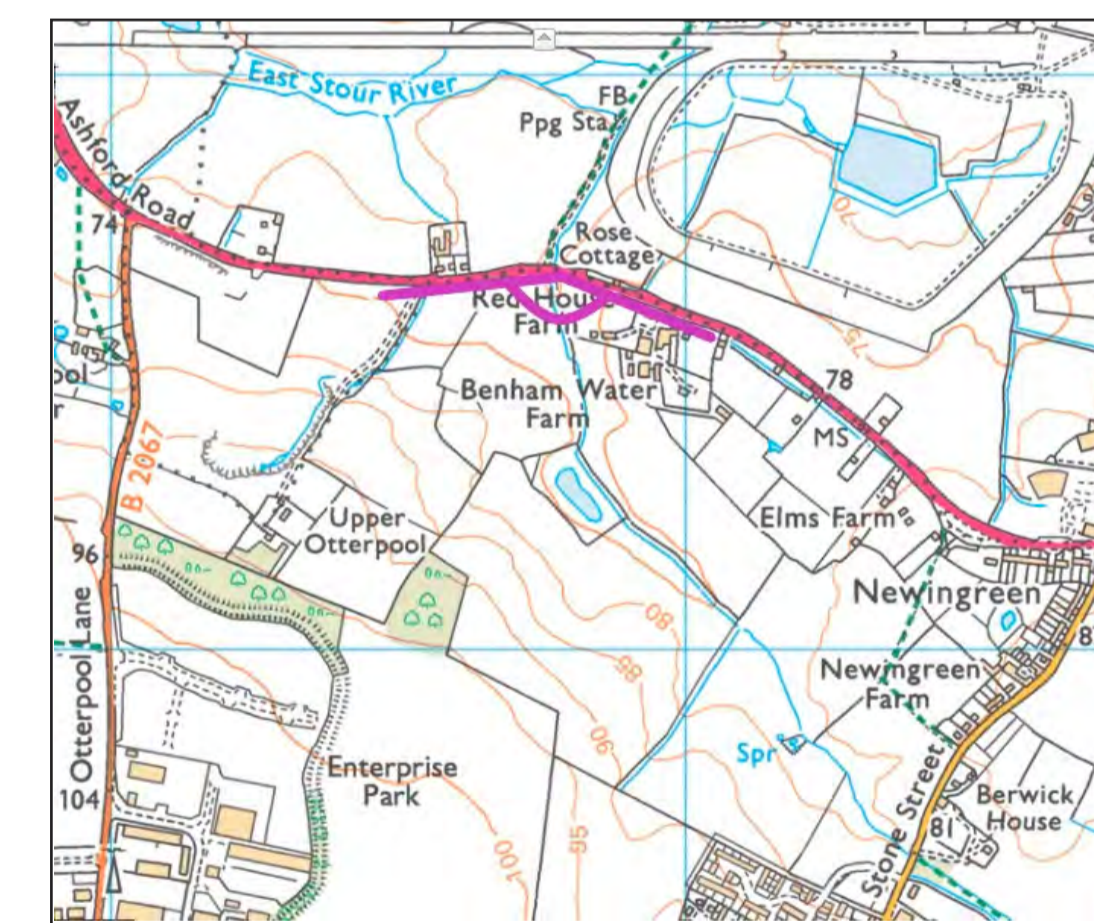 East Stour River
FB
Ppg Sta
Ashford Road
74
Rose
Cottage
70
Red House
Farm
75
Benham Water
Farm
78
MS
B 2067
Upper
Otterpool
Elms Farm
96
Newingreen
80
85
Newingreen
Farm
90
Otterpool Lane
Spr
Enterprise
Park
Stone Street
Berwick
House
104
81
100
95